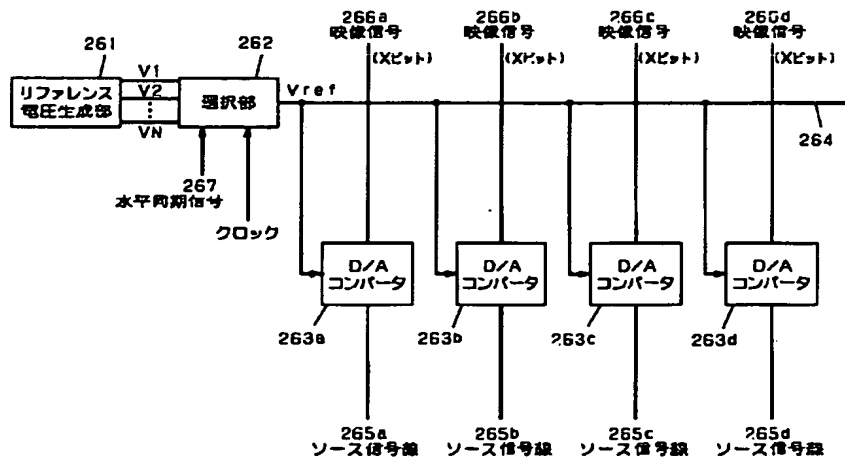 266a
映像信号
(Xビット)
266b
映像信号
(Xビット)
266c
映像信号
(Xビット)
266d
映像信号
(Xビット)
261
262
リファレンス
電圧生成部
V1
V2
VN
選択部
Vref
264
267
水平同期信号
クロック
D/A
コンバータ
D/A
コンバータ
D/A
コンバータ
D/A
コンバータ
263a
263b
263c
263d
265a
ソース信号線
265b
ソース信号線
265c
ソース信号線
265d
ソース信号線